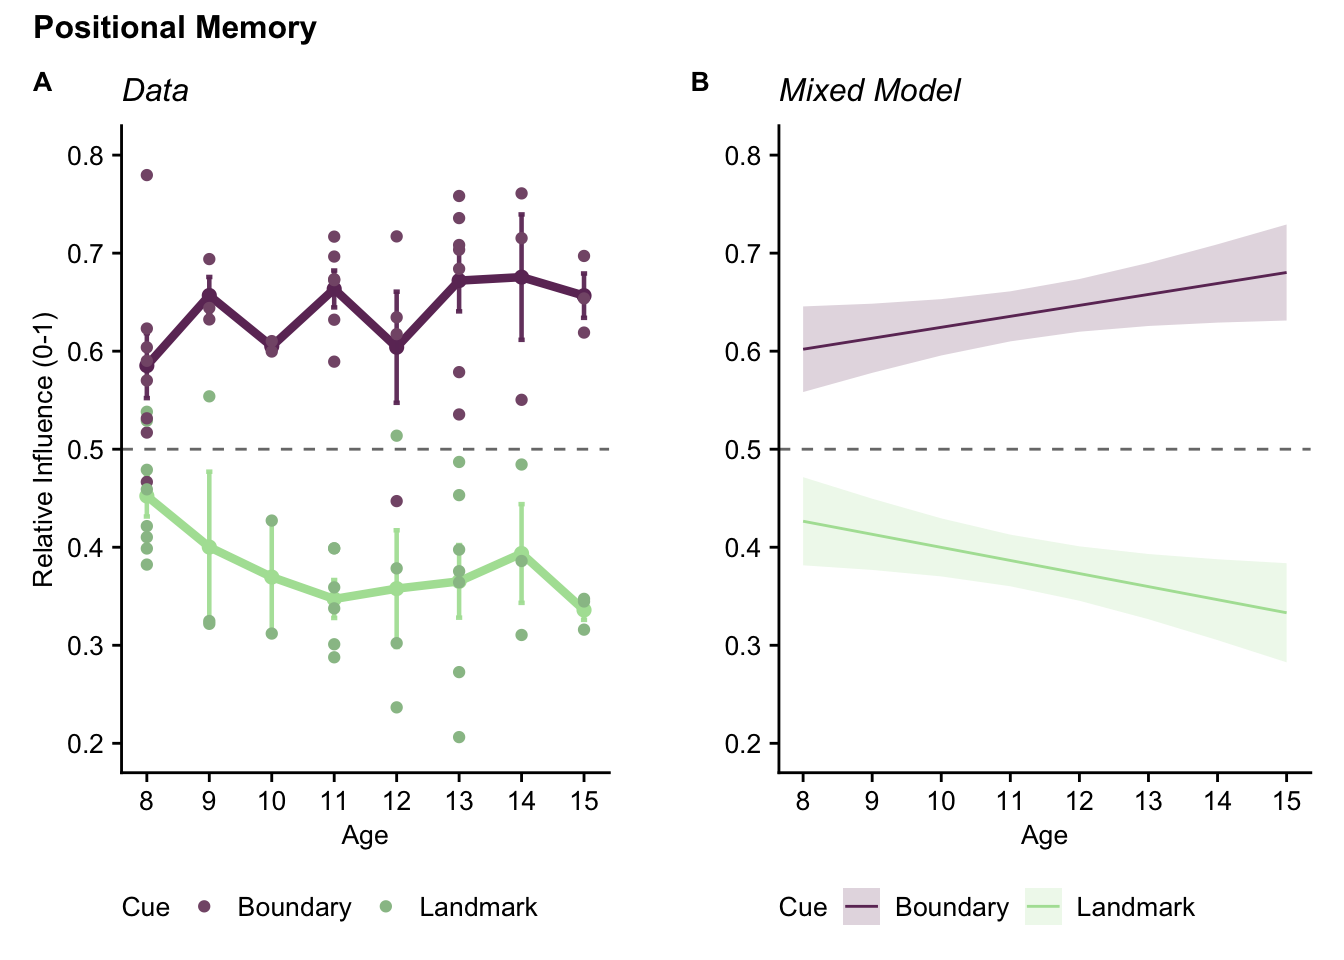 Positional Memory
A
Data
Relative Influence (0-1)
0.8
0.7
0.6
0.5
0.4
0.3
0.2
8 9 10 11 12 13 14 15
Age
Cue Boundary Landmark
B
Mixed Model
0.8
0.7
0.6
0.5
0.4
0.3
0.2
8 9 10 11 12 13 14 15
Age
Cue Boundary Landmark